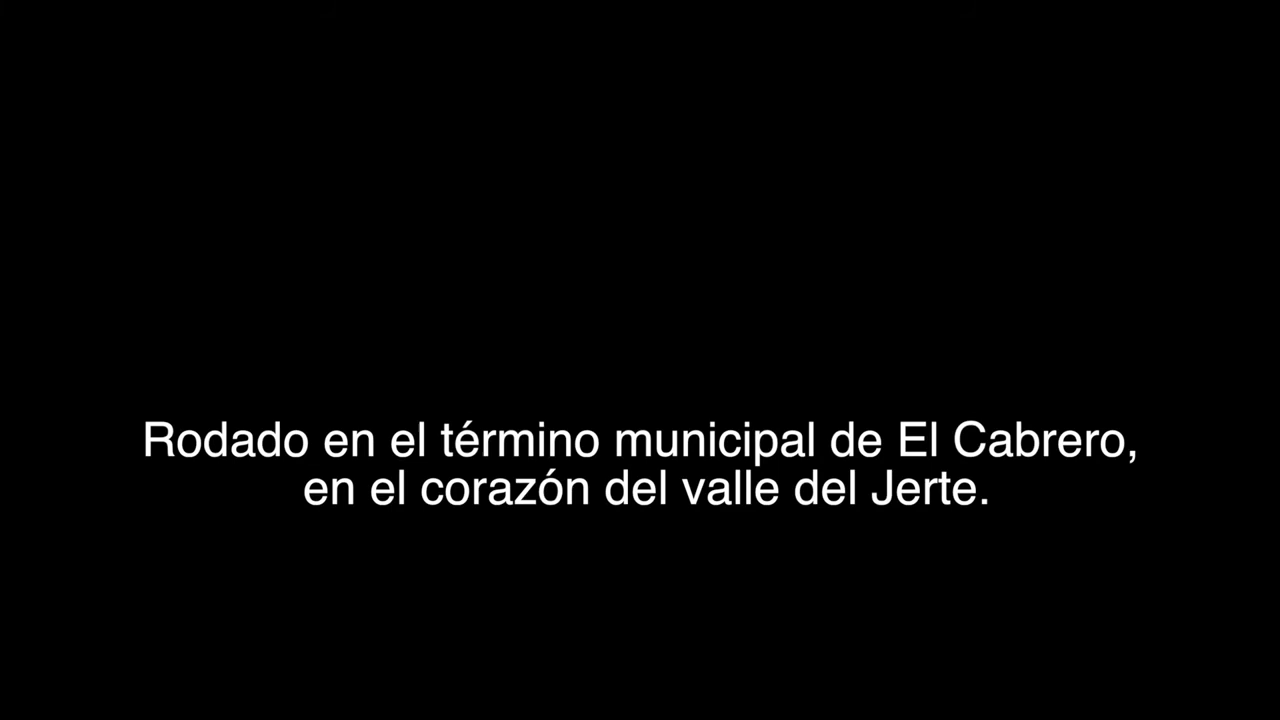 Rodado en el término municipal de El Cabrero,
en el corazón del valle del Jerte.